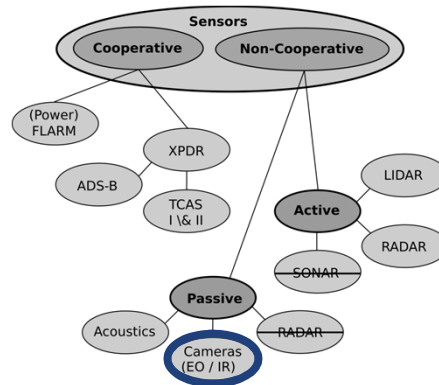 Sensors
Cooperative
Non-Cooperative
(Power)
FLARM
XPDR
ADS-B
TCAS
I \& II
LIDAR
Active
RADAR
SONAR
Passive
Acoustics
Cameras
(EO / IR)
RADAR